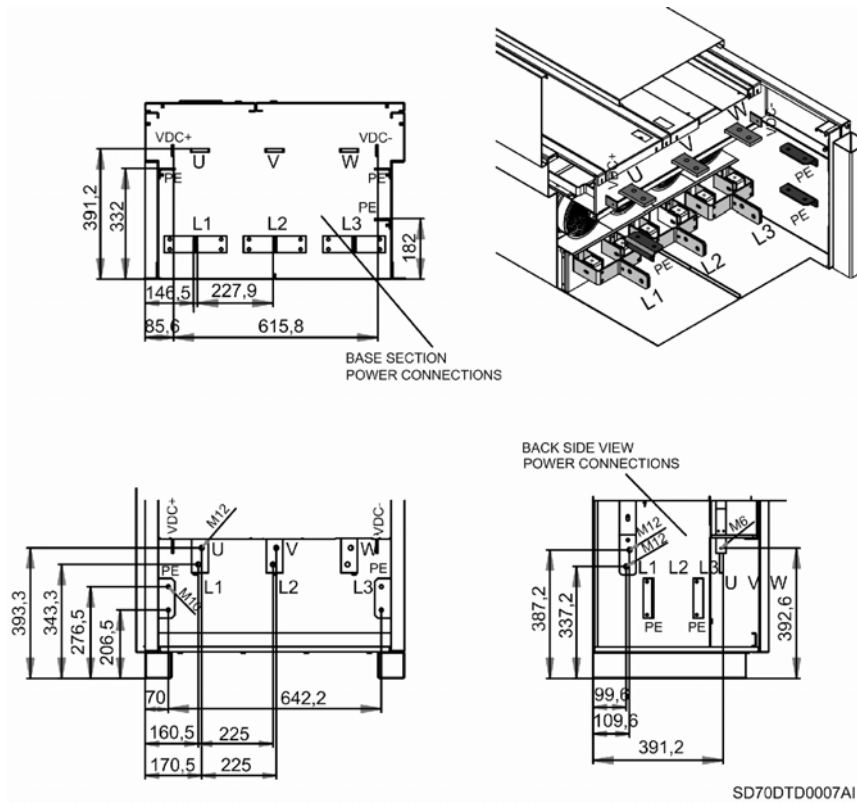 VDC+
VDC-
U
V
W
PE
PE
PE
L1
L2
L3
391,2
332
182
146,5
227,9
85,6
615,8
BASE SECTION
POWER CONNECTIONS
VDC+
U
V
W
VDC-
PE
PE
PE
L1
L2
L3
BACK SIDE VIEW
POWER CONNECTIONS
VDC+
M12
U
V
W
VDC-
PE
PE
L1
L2
L3
M10
393,3
343,3
276,5
206,5
70
642,2
160,5
225
170,5
225
M12
M12
M6
L1
L2
L3
U
V
W
PE
PE
387,2
337,2
392,6
99,6
109,6
391,2
SD70DTD0007AI